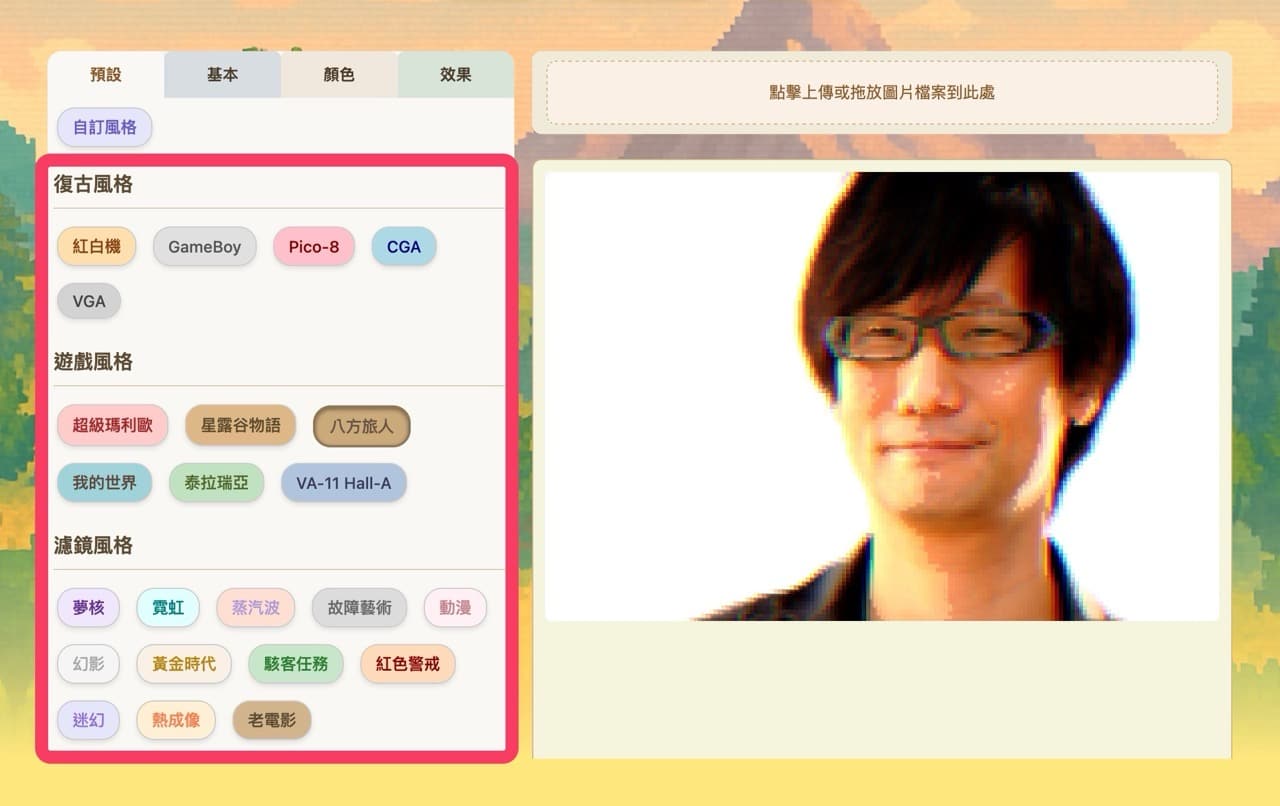 預設 基本 顏色 效果
自訂風格
復古風格
紅白機 GameBoy Pico-8 CGA
VGA
遊戲風格
超級瑪利歐 星露谷物語 八方旅人
我的世界 泰拉瑞亞 VA-11 Hall-A
濾鏡風格
夢核 霓虹 蒸汽波 故障藝術 動漫
幻影 黃金時代 駭客任務 紅色警戒
迷幻 熱成像 老電影
點擊上傳或拖放圖片檔案到此處